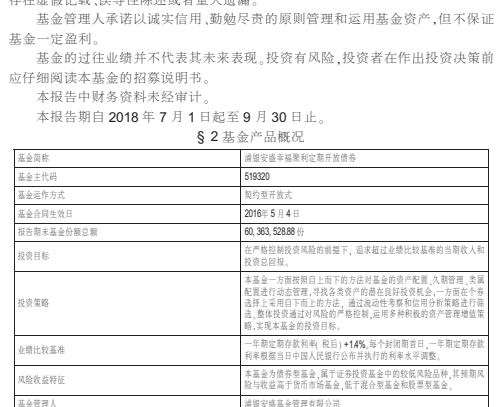 存在虚假记载、误导性陈述或者重大遗漏。
基金管理人承诺以诚实信用、勤勉尽责的原则管理和运用基金资产,但不保证
基金一定盈利。
基金的过往业绩并不代表其未来表现。投资有风险,投资者在作出投资决策前
应仔细阅读本基金的招募说明书。
本报告中财务资料未经审计。
本报告期自 2018 年 7 月 1 日起至 9 月 30 日止。
§ 2 基金产品概况
基金简称 浦银安盛幸福聚利定期开放债券
基金主代码 519320
基金运作方式 契约型开放式
基金合同生效日 2016年 5 月 4 日
报告期末基金份额总额 60, 363, 528.88 份
投资目标 在严格控制投资风险的前提下, 追求超过业绩比较基准的当期收入和
投资总回报。
投资策略 本基金一方面按照自上而下的方法对基金的资产配置、久期管理、类属
配置进行动态管理,寻找各类资产的潜在良好投资机会,一方面在个券
选择上采用自下而上的方法, 通过流动性考察和信用分析策略进行筛
选。整体投资通过对风险的严格控制,运用多种积极的资产管理增值策
略,实现本基金的投资目标。
业绩比较基准 一年期定期存款利率( 税后) +1.4%,每个封闭期首日,一年期定期存款
利率根据当日中国人民银行公布并执行的利率水平调整。
风险收益特征 本基金为债券型基金,属于证券投资基金中的较低风险品种,其预期风
险与收益高于货币市场基金,低于混合型基金和股票型基金。
基金管理人 浦银安盛基金管理有限公司